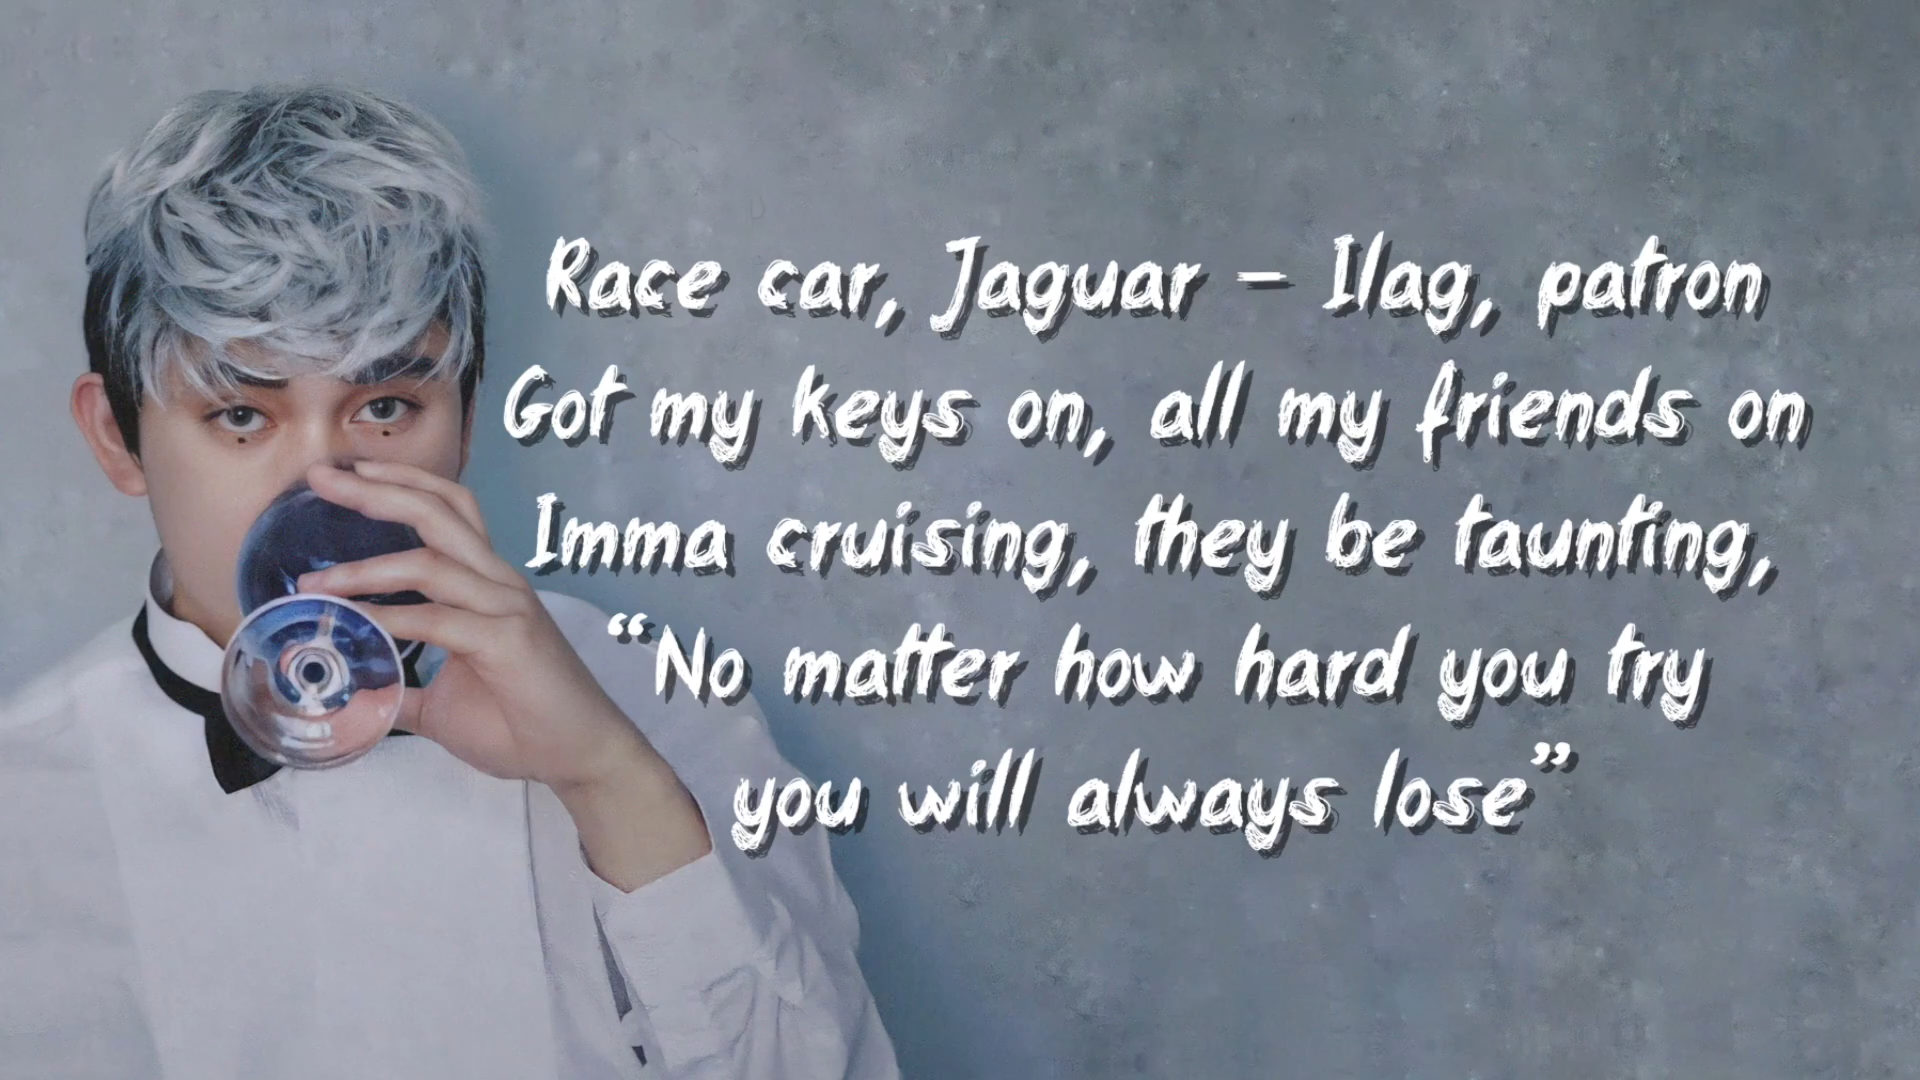 Race car, Jaguar – Ilag, patron
Got my keys on, all my friends on
Imma cruising, they be taunting,
“No matter how hard you try
you will always lose”